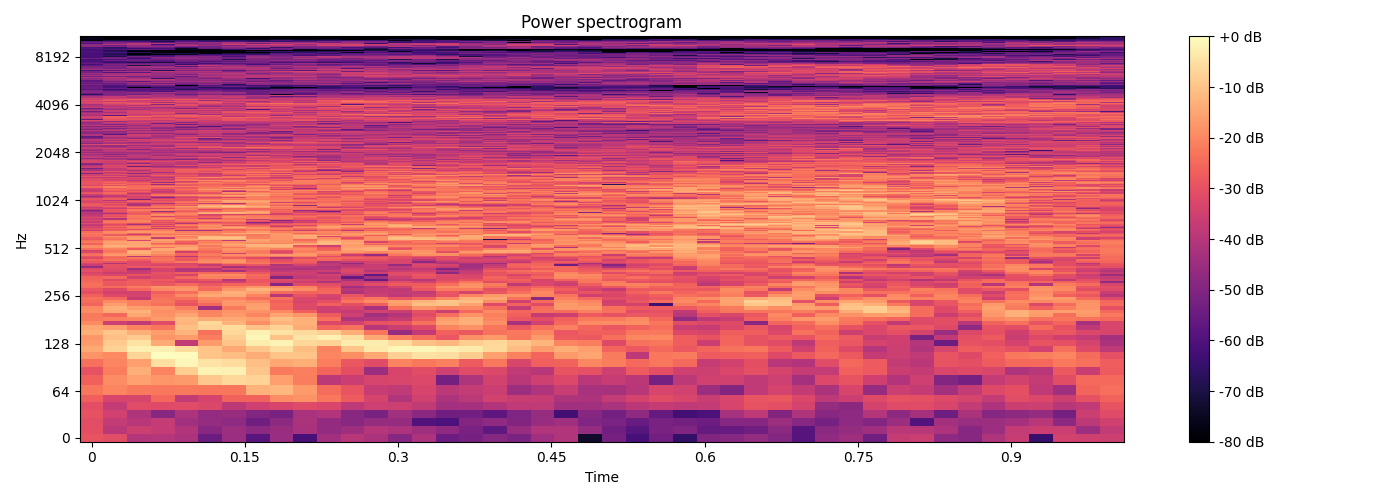 Power spectrogram
8192
4096
2048
1024
512
256
128
64
0
Hz
0 0.15 0.3 0.45 0.6 0.75 0.9
Time
+0 dB
-10 dB
-20 dB
-30 dB
-40 dB
-50 dB
-60 dB
-70 dB
-80 dB